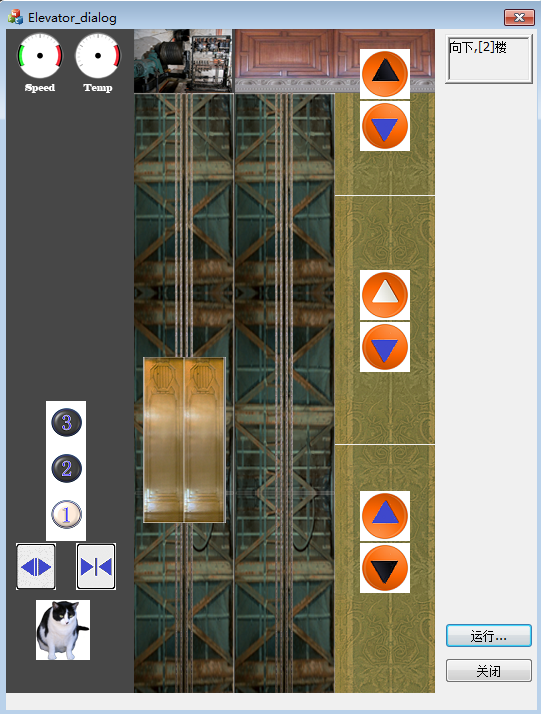 Elevator_dialog
Speed
Temp
向下,[2]楼
3
2
1
运行...
关闭